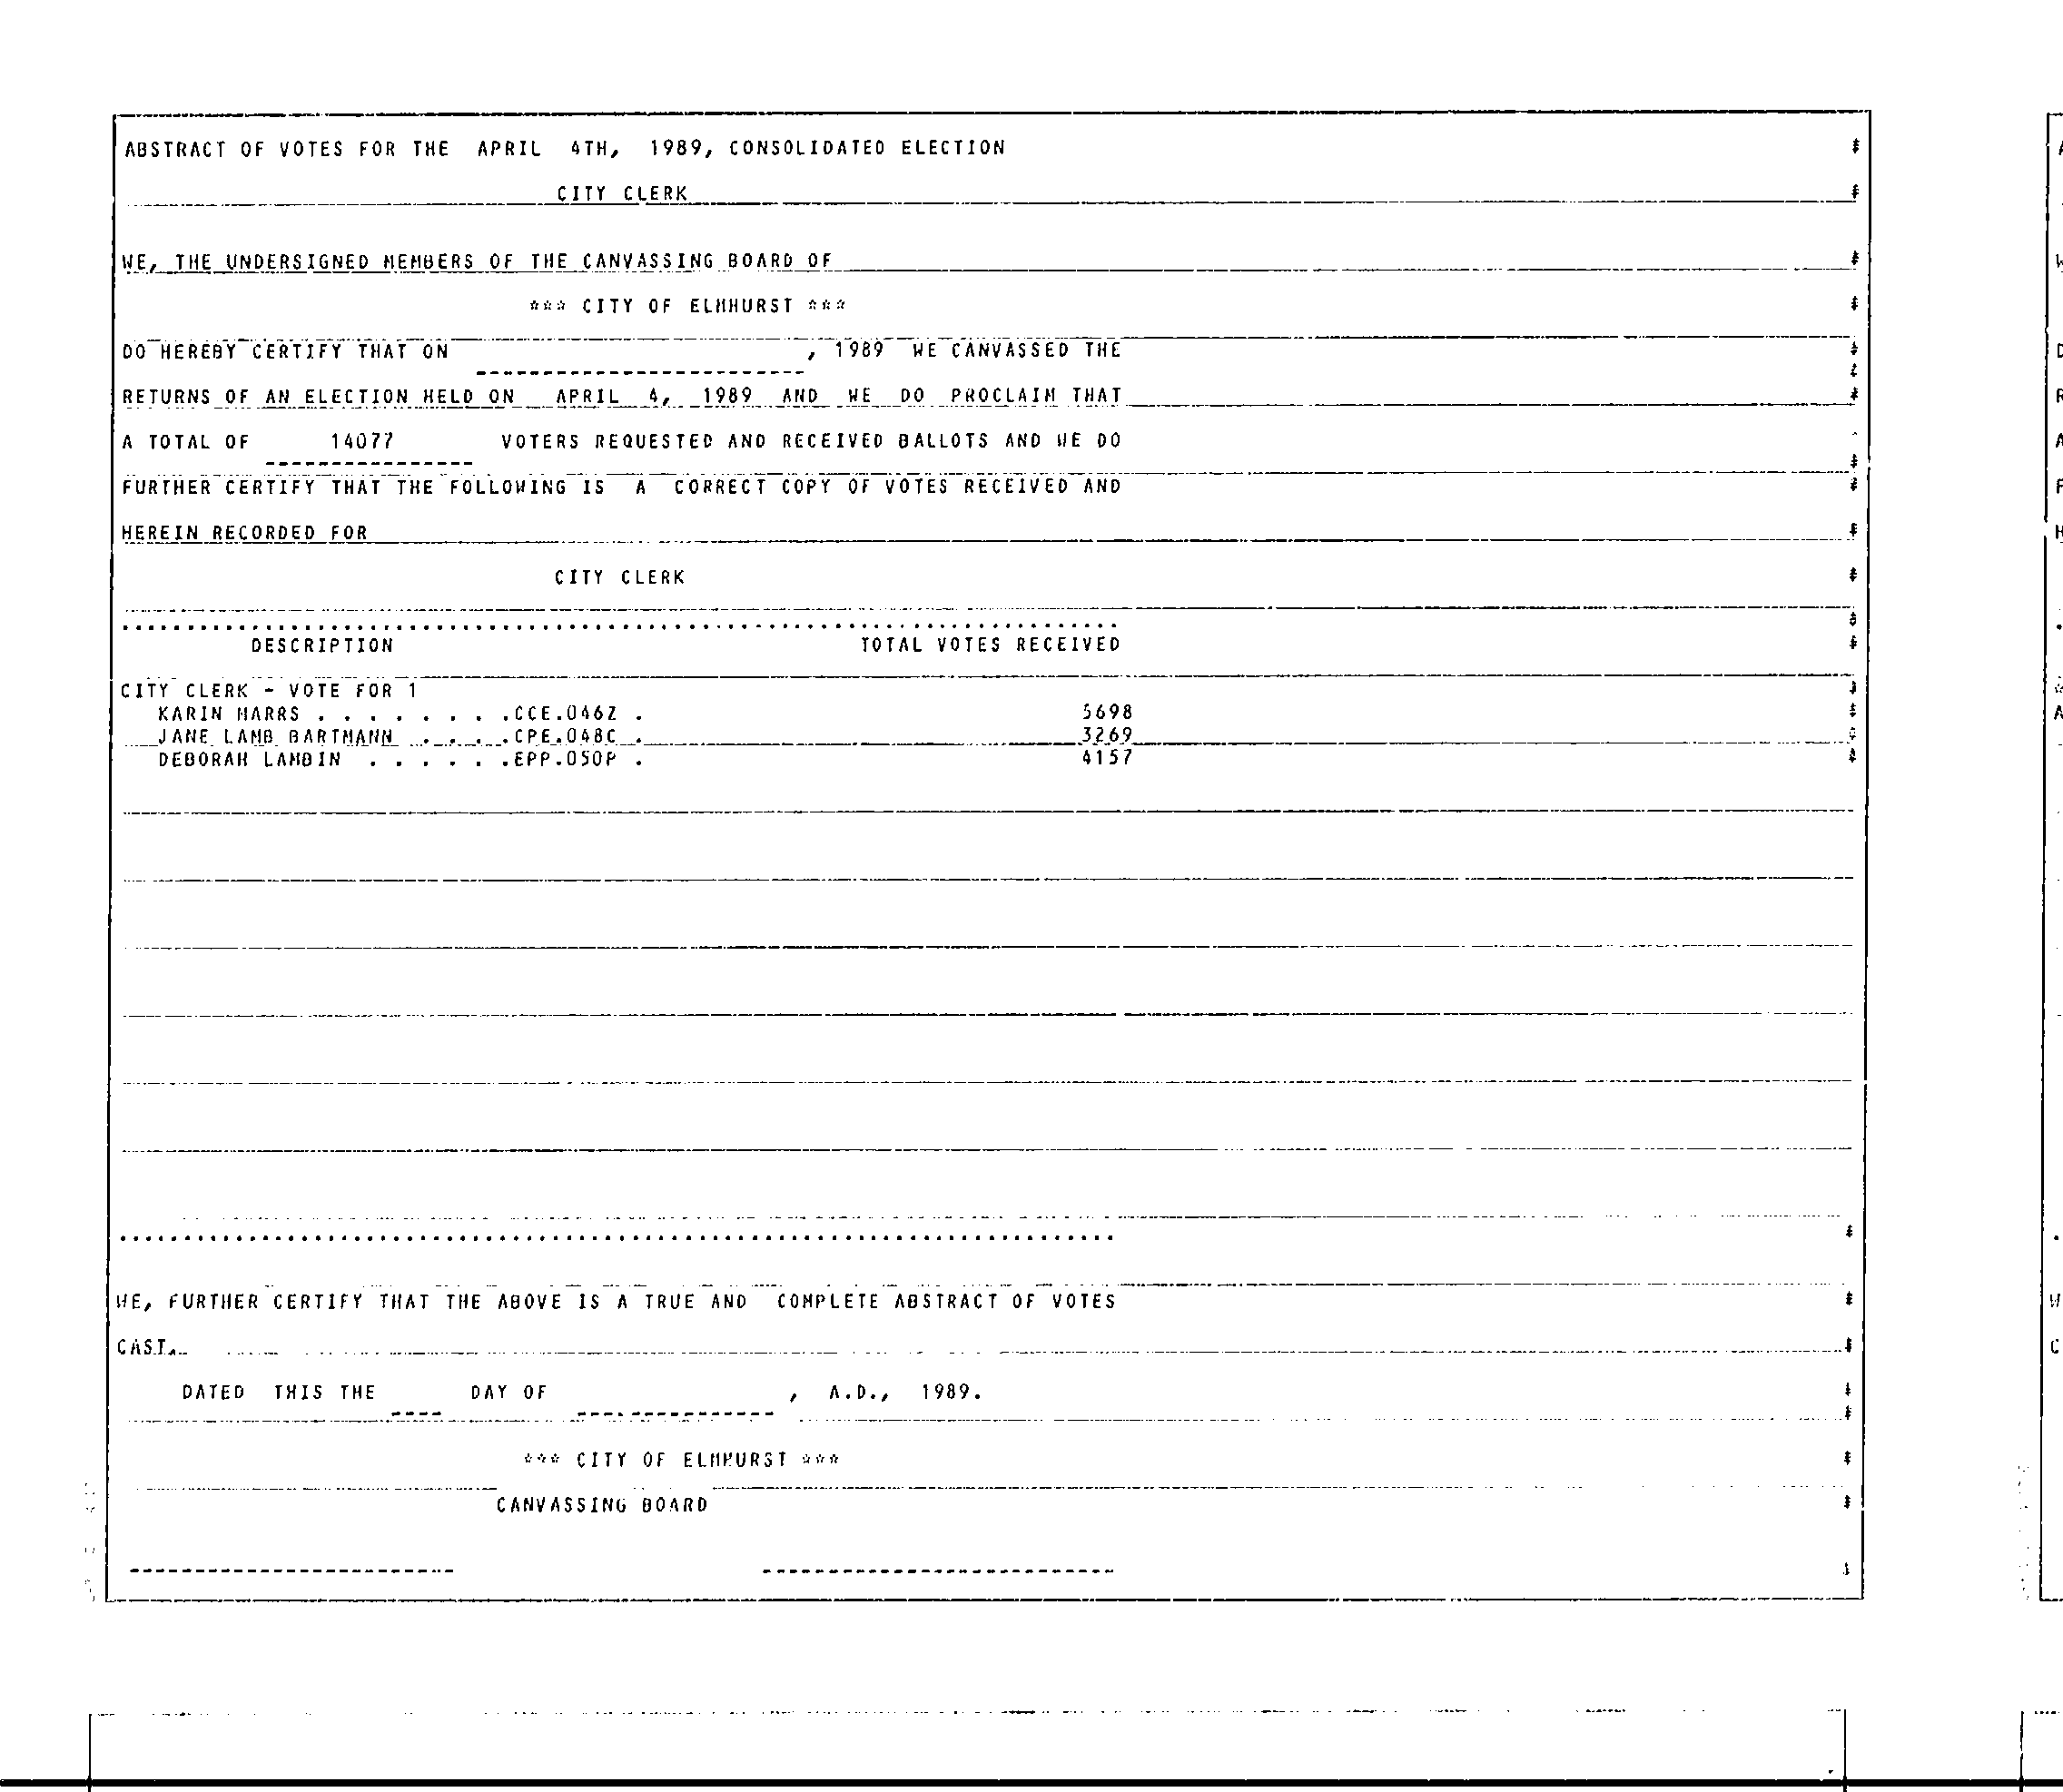 ABSTRACT OF VOTES FOR THE APRIL 4TH, 1989, CONSOLIDATED ELECTION
CITY CLERK
WE, THE UNDERSIGNED MEMBERS OF THE CANVASSING BOARD OF
*** CITY OF ELMHURST ***
DO HEREBY CERTIFY THAT ON , 1989 WE CANVASSED THE
RETURNS OF AN ELECTION HELD ON APRIL 4, 1989 AND WE DO PROCLAIM THAT
A TOTAL OF 14077 VOTERS REQUESTED AND RECEIVED BALLOTS AND WE DO
FURTHER CERTIFY THAT THE FOLLOWING IS A CORRECT COPY OF VOTES RECEIVED AND
HEREIN RECORDED FOR
CITY CLERK
DESCRIPTION TOTAL VOTES RECEIVED
CITY CLERK - VOTE FOR 1
KARIN MARRS . . . . . . . .CCE.046Z . 5698
JANE LAMB BARTMANN . . . .CPE.048C . 3269
DEBORAH LAMBIN . . . . . .EPP.050P . 4157
WE, FURTHER CERTIFY THAT THE ABOVE IS A TRUE AND COMPLETE ABSTRACT OF VOTES
CAST.
DATED THIS THE DAY OF , A.D., 1989.
*** CITY OF ELMHURST ***
CANVASSING BOARD